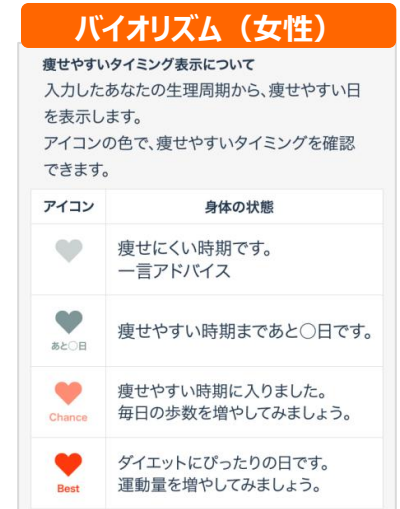 バイオリズム（女性）
痩せやすいタイミング表示について
入力したあなたの生理周期から、痩せやすい日
を表示します。
アイコンの色で、痩せやすいタイミングを確認
できます。
アイコン 身体の状態
痩せにくい時期です。
一言アドバイス
あと〇日
痩せやすい時期まであと〇日です。
Chance
痩せやすい時期に入りました。
毎日の歩数を増やしてみましょう。
Best
ダイエットにぴったりの日です。
運動量を増やしてみましょう。